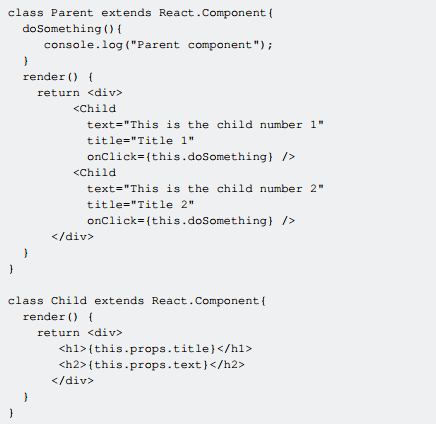 class Parent extends React.Component{
  doSomething(){
     console.log("Parent component");
  }
  render() {
    return <div>
         <Child
           text="This is the child number 1"
           title="Title 1"
           onClick={this.doSomething} />
         <Child
           text="This is the child number 2"
           title="Title 2"
           onClick={this.doSomething} />
      </div>
  }
}

class Child extends React.Component{
  render() {
    return <div>
       <h1>{this.props.title}</h1>
       <h2>{this.props.text}</h2>
      </div>
  }
}